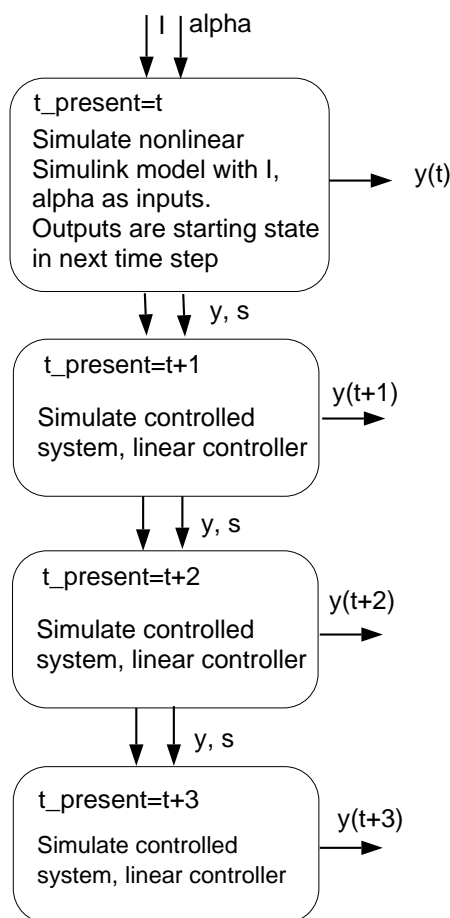 I alpha
t_present=t
Simulate nonlinear
Simulink model with I,
alpha as inputs.
Outputs are starting state
in next time step
y(t)
y, s
t_present=t+1
Simulate controlled
system, linear controller
y(t+1)
y, s
t_present=t+2
Simulate controlled
system, linear controller
y(t+2)
y, s
t_present=t+3
Simulate controlled
system, linear controller
y(t+3)